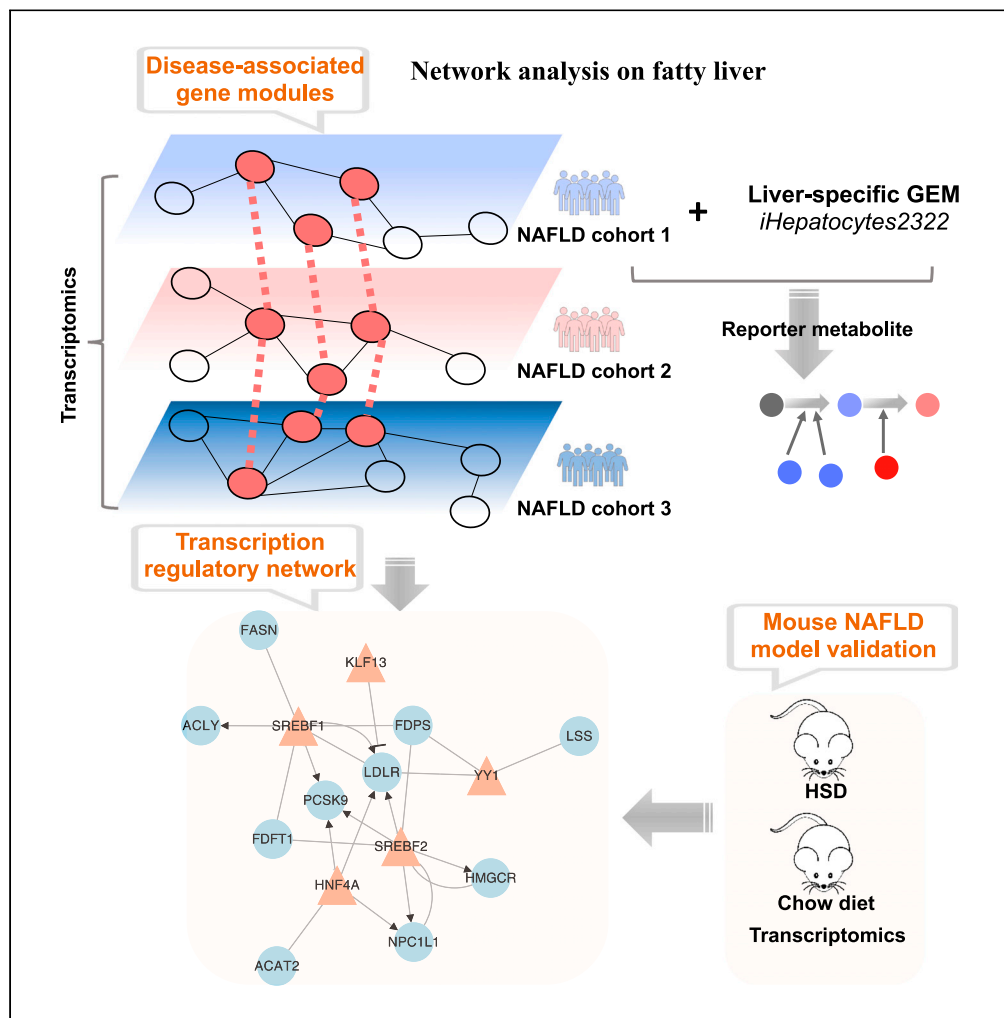 Disease-associated
gene modules
Network analysis on fatty liver
Transcriptomics
NAFLD cohort 1
NAFLD cohort 2
NAFLD cohort 3
+
Liver-specific GEM
iHepatocytes2322
Reporter metabolite
Transcription
regulatory network
FASN
KLF13
ACLY
SREBF1
FDPS
LSS
LDLR
YY1
PCSK9
FDFT1
SREBF2
HNF4A
HMGCR
NPC1L1
ACAT2
Mouse NAFLD
model validation
HSD
Chow diet
Transcriptomics